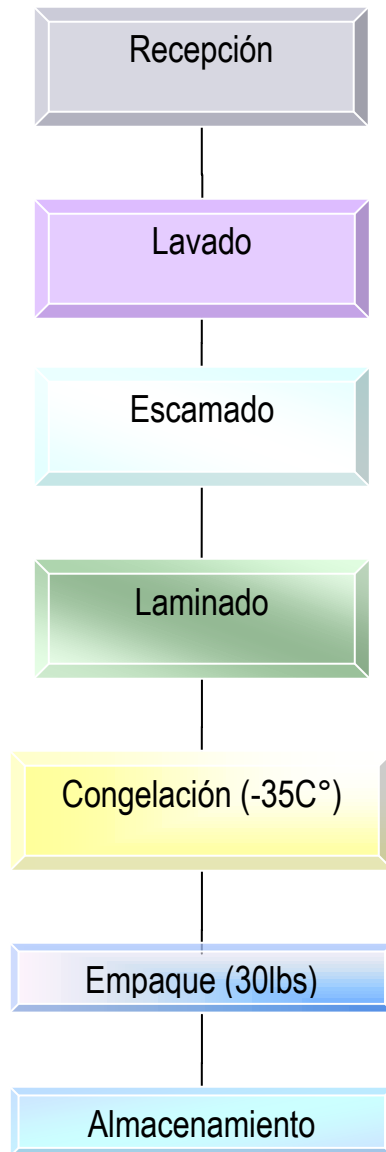 Recepción
Lavado
Escamado
Laminado
Congelación (-35C°)
Empaque (30lbs)
Almacenamiento